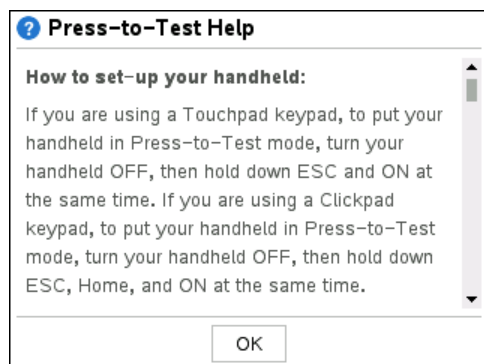 Press-to-Test Help
How to set-up your handheld:
If you are using a Touchpad keypad, to put your
handheld in Press-to-Test mode, turn your
handheld OFF, then hold down ESC and ON at
the same time. If you are using a Clickpad
keypad, to put your handheld in Press-to-Test
mode, turn your handheld OFF, then hold down
ESC, Home, and ON at the same time.
OK